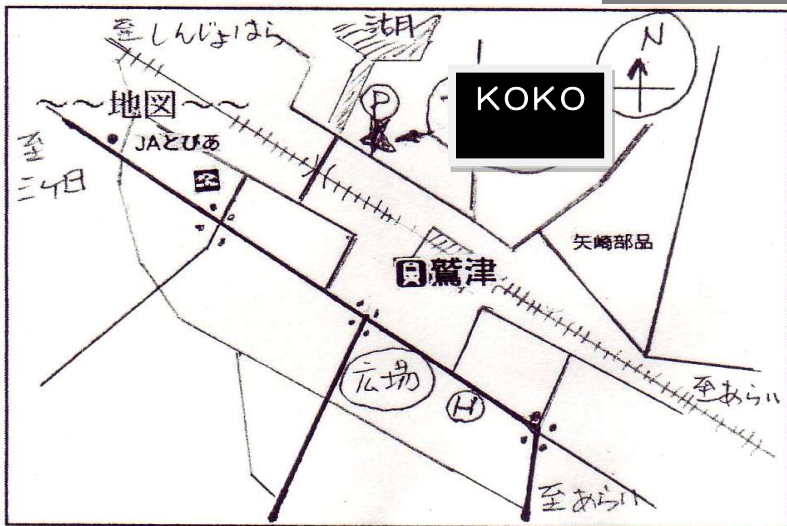 至しんじょはら
湖
N
P
KOKO
～～地図～～
JAとぴあ
至
三ケ日
矢崎部品
鷲津
広場
H
至あらい
至あらい